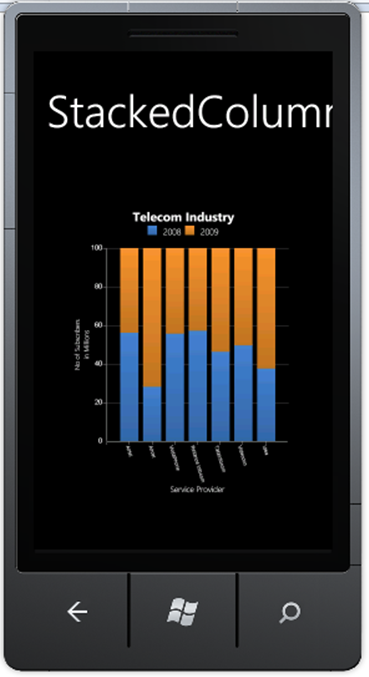 StackedColumn
Telecom Industry
2008 2009
100
80
60
40
20
0
No of Subscribers
in Millions
Service Provider